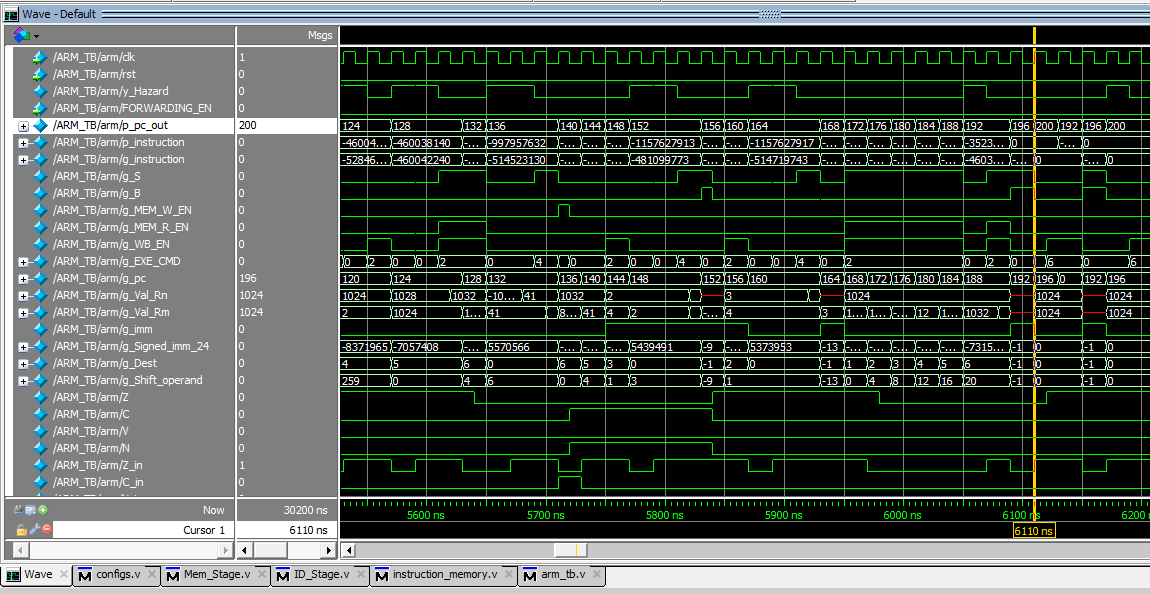 Wave - Default
Msgs
/ARM_TB/arm/clk 1
/ARM_TB/arm/rst 0
/ARM_TB/arm/y_Hazard 0
/ARM_TB/arm/FORWARDING_EN 0
/ARM_TB/arm/p_pc_out 200 124 128 132 136 140 144 148 152 156 160 164 168 172 176 180 184 188 192 196 200 192 196 200
/ARM_TB/arm/p_instruction 0 -46004... -460038140 -... -997957632 -... -... -... -1157627913 -... -... -1157627917 -... -... -... -... -... -... -3523... 0 -... 0
/ARM_TB/arm/g_instruction 0 -52846... -460042240 -... -514523130 -... -... -... -481099773 -... -... -514719743 -... -... -... -... -... -... -4603... -... 0 -... 0
/ARM_TB/arm/g_S 0
/ARM_TB/arm/g_B 0
/ARM_TB/arm/g_MEM_W_EN 0
/ARM_TB/arm/g_MEM_R_EN 0
/ARM_TB/arm/g_WB_EN 0
/ARM_TB/arm/g_EXE_CMD 0 0 2 0 0 2 0 4 0 2 0 0 4 0 2 0 0 4 0 2 0 2 0 0 6 0 6
/ARM_TB/arm/g_pc 196 120 124 128 132 136 140 144 148 152 156 160 164 168 172 176 180 184 188 192 196 0 192 196
/ARM_TB/arm/g_Val_Rn 1024 1024 1028 1032 -10... 41 1032 2 3 1024 1024 1024
/ARM_TB/arm/g_Val_Rm 1024 2 1024 1... 41 8... 41 4 2 -... 4 3 1... 1... -... 12 1... 1032 1024 1024
/ARM_TB/arm/g_imm 0
/ARM_TB/arm/g_Signed_imm_24 0 -8371965 -7057408 -... 5570566 -... -... -... 5439491 -9 -... 5373953 -13 -... -... -... -... -... -7315... -1 0 -1 0
/ARM_TB/arm/g_Dest 0 4 5 6 0 6 5 3 0 -1 2 0 -1 1 2 3 4 5 6 -1 0 -1 0
/ARM_TB/arm/g_Shift_operand 0 259 0 4 6 0 4 1 3 -9 1 -13 0 4 8 12 16 20 -1 0 -1 0
/ARM_TB/arm/Z 0
/ARM_TB/arm/C 0
/ARM_TB/arm/V 0
/ARM_TB/arm/N 0
/ARM_TB/arm/Z_in 1
/ARM_TB/arm/C_in 0
Now 30200 ns
5600 ns 5700 ns 5800 ns 5900 ns 6000 ns 6200
Cursor 1 6110 ns 6110 ns
Wave configs.v Mem_Stage.v ID_Stage.v instruction_memory.v arm_tb.v